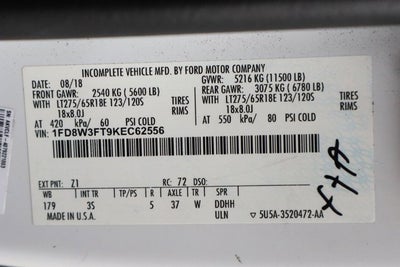 INCOMPLETE VEHICLE MFD. BY FORD MOTOR COMPANY
08/18 GVWR: 5216 KG (11500 LB)
FRONT GAWR: 2540 KG (5600 LB) REAR GAWR: 3075 KG (6780 LB)
WITH LT275/65R18E 123/120S TIRES WITH LT275/65R18E 123/120S TIRES
18x8.0J RIMS 18x8.0J RIMS
AT 420 kPa/ 60 PSI COLD AT 550 kPa/ 80 PSI COLD
VIN: 1FD8W3FT9KEC62556
EXT PNT: Z1 RC: 72 DSO:
WB INT TR TP/PS R AXLE TR SPR
179 3S 5 37 W DDHH
MADE IN U.S.A. ULN ▽5U5A-3520472-AA